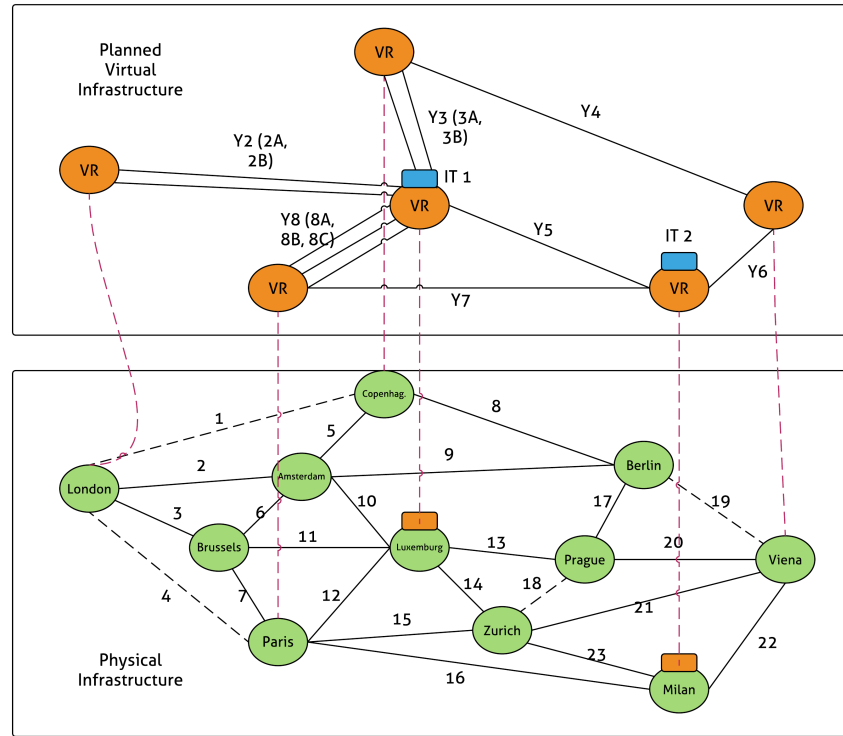 Planned
Virtual
Infrastructure
VR
Y3 (3A,
3B)
Y4
Y2 (2A,
2B)
VR
IT 1
VR
VR
Y8 (8A,
8B, 8C)
Y5
IT 2
Y6
VR
Y7
VR
Copenhag.
1
8
5
2
9
Berlin
Amsterdam
London
10
17
19
3
6
11
13
20
Brussels
Luxemburg
Prague
Viena
4
7
12
14
18
21
15
Zurich
Paris
22
23
16
Physical
Infrastructure
Milan